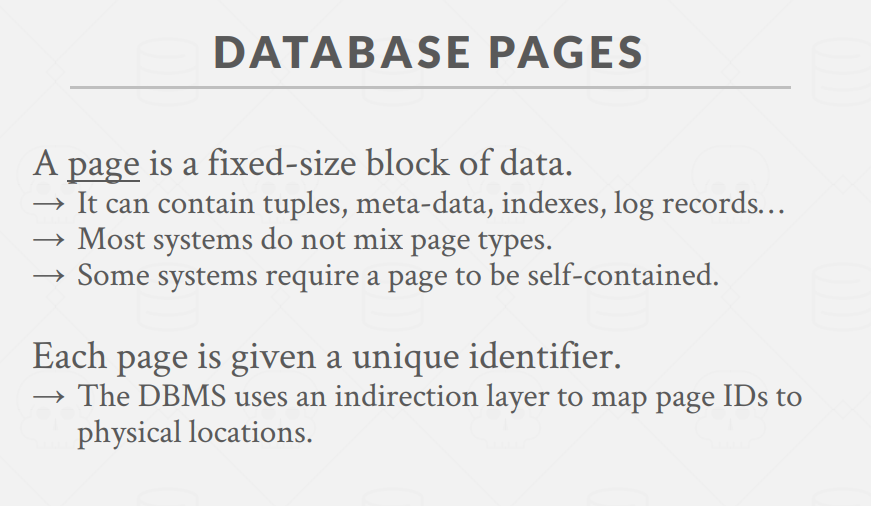 DATABASE PAGES
A page is a fixed-size block of data.
→ It can contain tuples, meta-data, indexes, log records…
→ Most systems do not mix page types.
→ Some systems require a page to be self-contained.
Each page is given a unique identifier.
→ The DBMS uses an indirection layer to map page IDs to
physical locations.